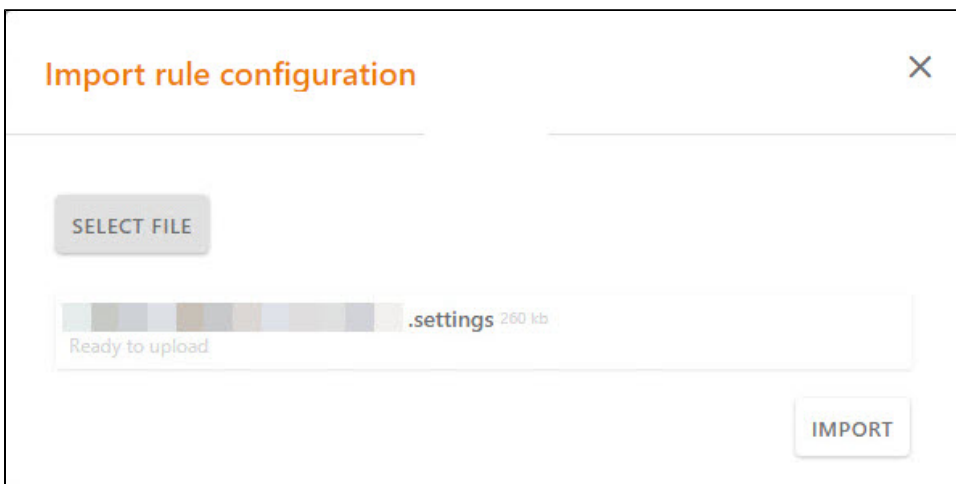 Import rule configuration
SELECT FILE
.settings 260 kb
Ready to upload
IMPORT